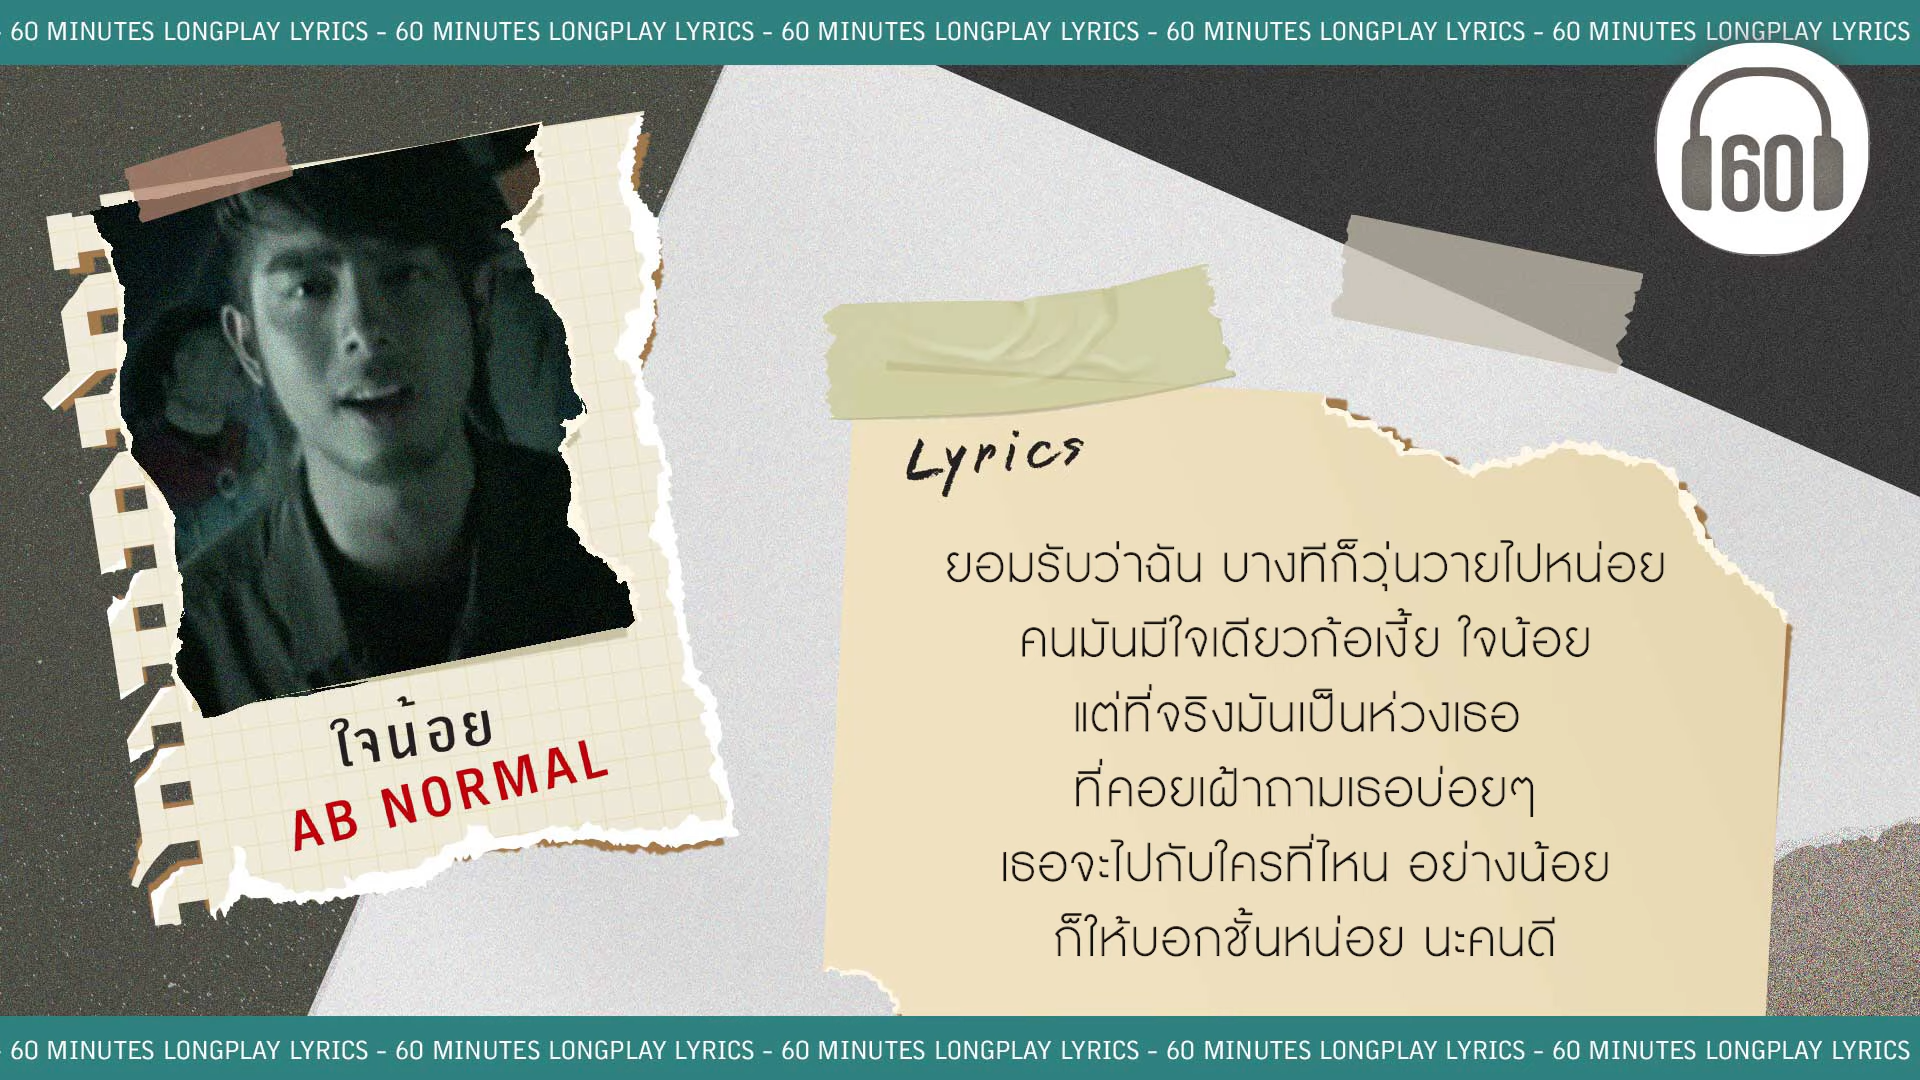 - 60 MINUTES LONGPLAY LYRICS - 60 MINUTES LONGPLAY LYRICS - 60 MINUTES LONGPLAY LYRICS - 60 MINUTES LONGPLAY LYRICS - 60 MINUTES LONGPLAY LYRICS
60
Lyrics
ยอมรับว่าฉัน บางทีก็วุ่นวายไปหน่อย
คนมันมีใจเดียวก้อเงี้ย ใจน้อย
แต่ที่จริงมันเป็นห่วงเธอ
ที่คอยเฝ้าถามเธอบ่อยๆ
เธอจะไปกับใครที่ไหน อย่างน้อย
ก็ให้บอกชั้นหน่อย นะคนดี
ใจน้อย
AB NORMAL
- 60 MINUTES LONGPLAY LYRICS - 60 MINUTES LONGPLAY LYRICS - 60 MINUTES LONGPLAY LYRICS - 60 MINUTES LONGPLAY LYRICS - 60 MINUTES LONGPLAY LYRICS